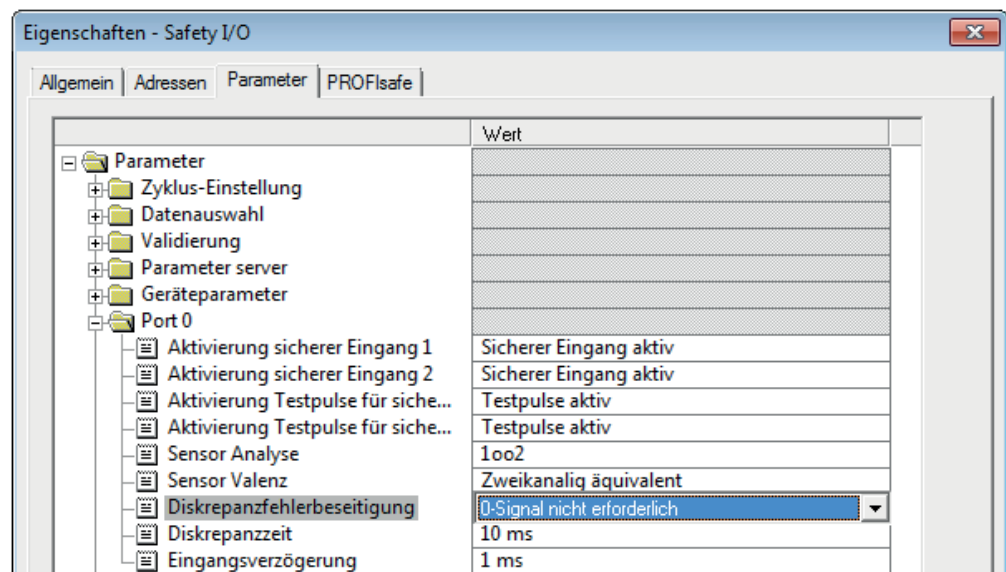 Eigenschaften - Safety I/O
Allgemein Adressen Parameter PROFIsafe
Wert
Parameter
Zyklus-Einstellung
Datenauswahl
Validierung
Parameter server
Geräteparameter
Port 0
Aktivierung sicherer Eingang 1 Sicherer Eingang aktiv
Aktivierung sicherer Eingang 2 Sicherer Eingang aktiv
Aktivierung Testpulse für siche... Testpulse aktiv
Aktivierung Testpulse für siche... Testpulse aktiv
Sensor Analyse 1oo2
Sensor Valenz Zweikanalig äquivalent
Diskrepanzfehlerbeseitigung 0-Signal nicht erforderlich
Diskrepanzzeit 10 ms
Eingangsverzögerung 1 ms